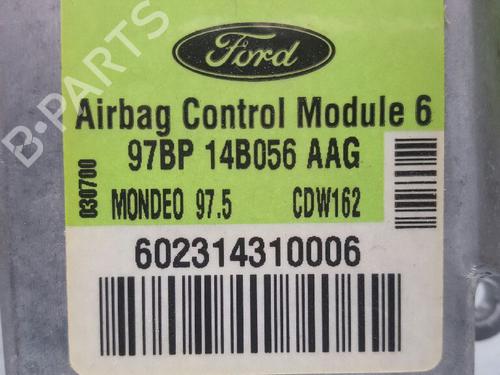 Ford
Airbag Control Module 6
97BP 14B056 AAG
030700
MONDEO 97.5 CDW162
602314310006
B-PARTS